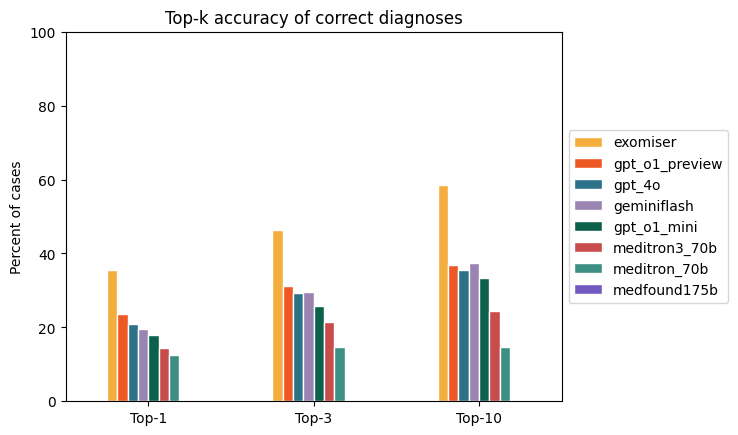 Top-k accuracy of correct diagnoses
Percent of cases
100
80
60
40
20
0
Top-1
Top-3
Top-10
exomiser
gpt_o1_preview
gpt_4o
geminiflash
gpt_o1_mini
meditron3_70b
meditron_70b
medfound175b